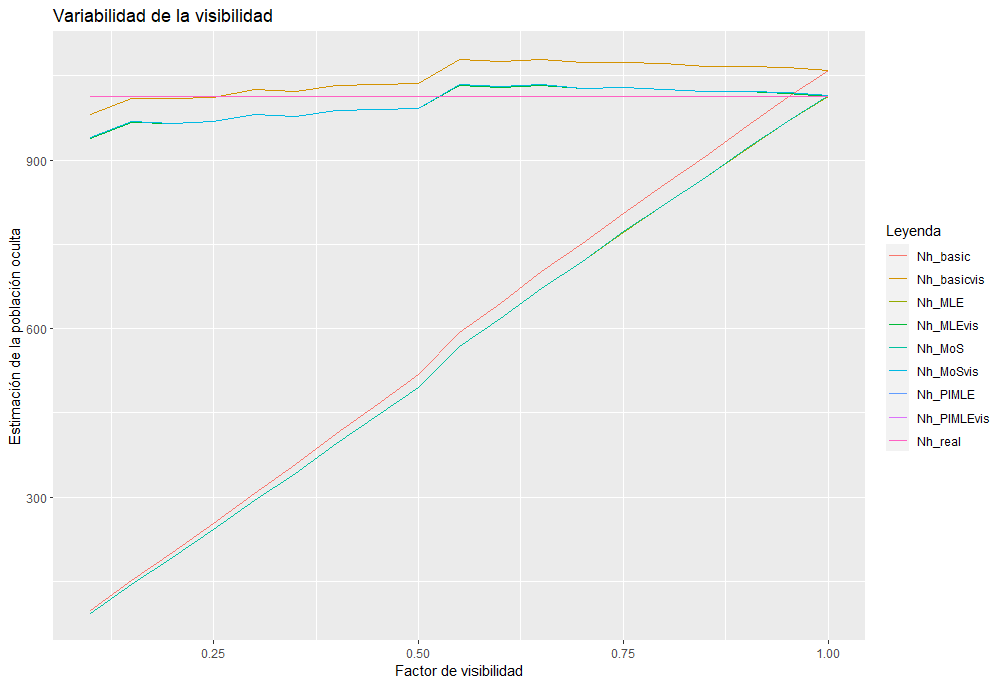 Variabilidad de la visibilidad
Estimación de la población oculta
900
600
300
0.25
0.50
0.75
1.00
Factor de visibilidad
Leyenda
Nh_basic
Nh_basicvis
Nh_MLE
Nh_MLEvis
Nh_MoS
Nh_MoSvis
Nh_PIMLE
Nh_PIMLEvis
Nh_real